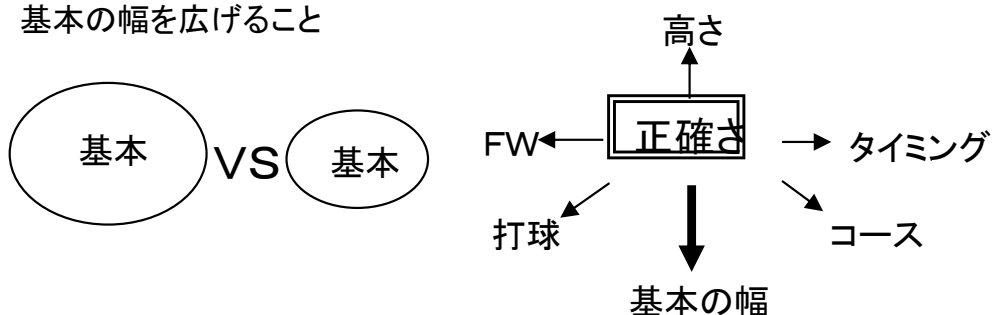 基本の幅を広げること
基本
VS
基本
高さ
FW
正確さ
タイミング
打球
コース
基本の幅